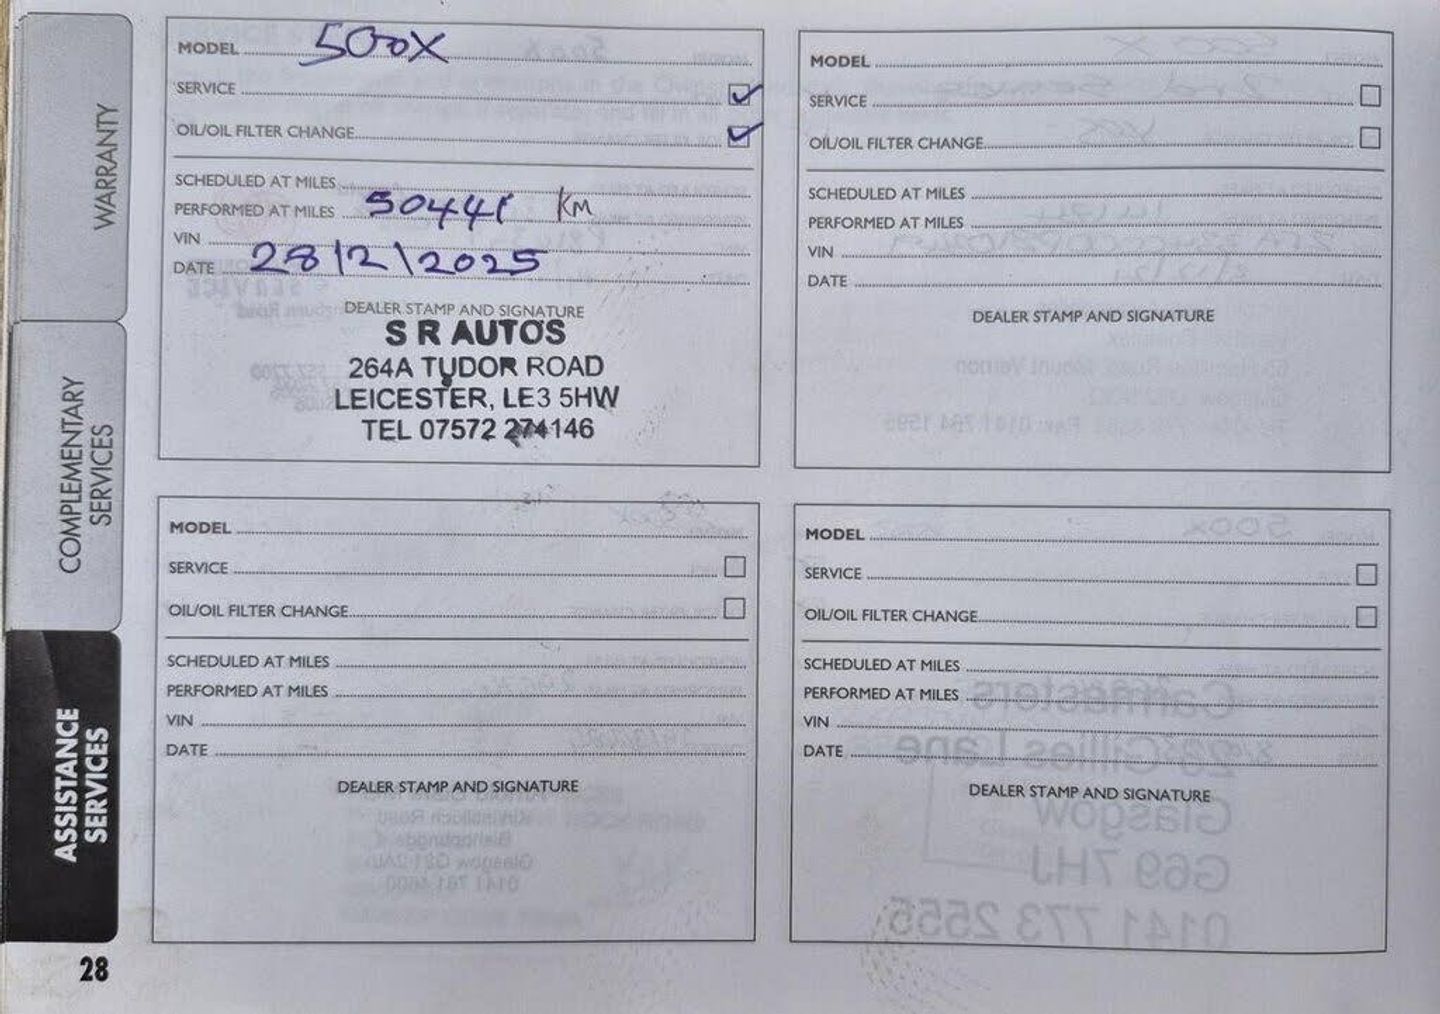 WARRANTY
COMPLEMENTARY
SERVICES
ASSISTANCE
SERVICES
MODEL 500X
SERVICE ✓
OIL/OIL FILTER CHANGE ✓
SCHEDULED AT MILES
PERFORMED AT MILES 50441 KM
VIN
DATE 28/2/2025
DEALER STAMP AND SIGNATURE
S R AUTOS
264A TUDOR ROAD
LEICESTER, LE3 5HW
TEL 07572 274146
MODEL
SERVICE
OIL/OIL FILTER CHANGE
SCHEDULED AT MILES
PERFORMED AT MILES
VIN
DATE
DEALER STAMP AND SIGNATURE
MODEL
SERVICE
OIL/OIL FILTER CHANGE
SCHEDULED AT MILES
PERFORMED AT MILES
VIN
DATE
DEALER STAMP AND SIGNATURE
MODEL
SERVICE
OIL/OIL FILTER CHANGE
SCHEDULED AT MILES
PERFORMED AT MILES
VIN
DATE
DEALER STAMP AND SIGNATURE
28